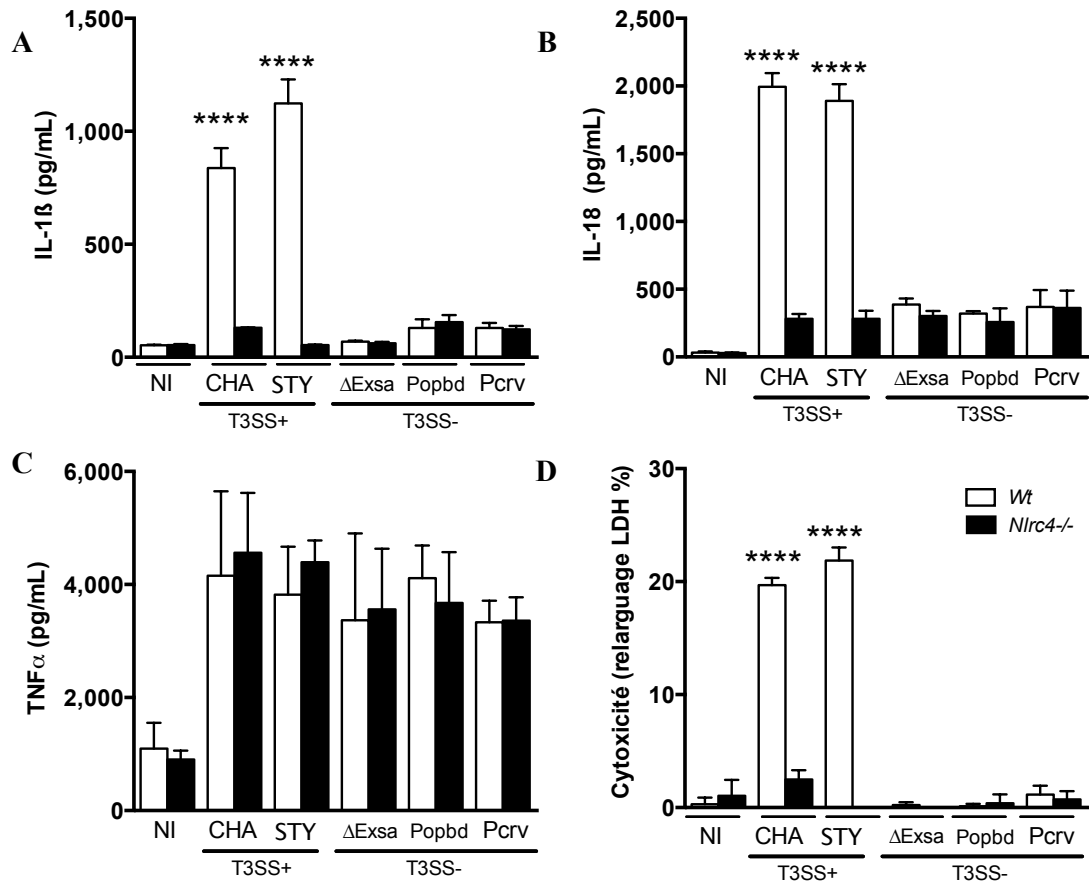 A
1,500
1,000
500
0
IL-1ß (pg/mL)
****
****
NI
CHA
STY
ΔExsa
Popbd
Pcrv
T3SS+
T3SS-
B
2,500
2,000
1,500
1,000
500
0
IL-18 (pg/mL)
****
****
NI
CHA
STY
ΔExsa
Popbd
Pcrv
T3SS+
T3SS-
C
6,000
4,000
2,000
0
TNFα (pg/mL)
NI
CHA
STY
ΔExsa
Popbd
Pcrv
T3SS+
T3SS-
D
30
20
10
0
Cytoxicité (relarguage LDH %)
****
****
Wt
Nlrc4-/-
NI
CHA
STY
ΔExsa
Popbd
Pcrv
T3SS+
T3SS-